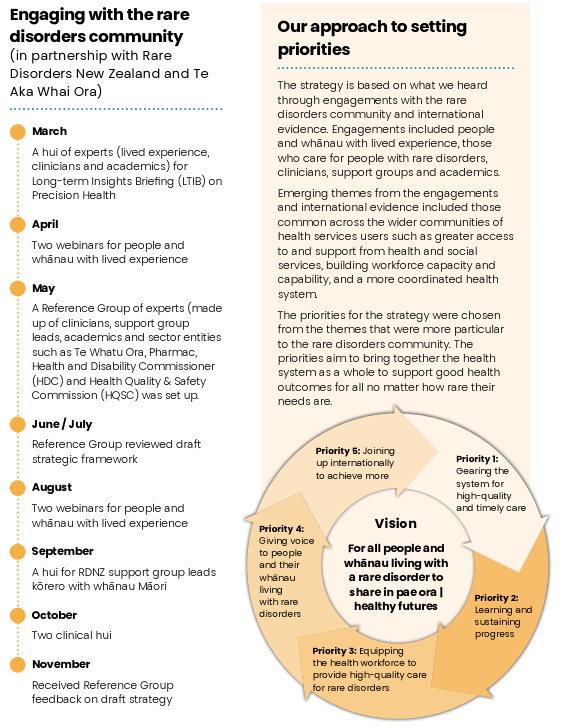 Engaging with the rare
disorders community
(in partnership with Rare
Disorders New Zealand and Te
Aka Whai Ora)
March
A hui of experts (lived experience,
clinicians and academics) for
Long-term Insights Briefing (LTIB) on
Precision Health
April
Two webinars for people and
whānau with lived experience
May
A Reference Group of experts (made
up of clinicians, support group
leads, academics and sector entities
such as Te Whatu Ora, Pharmac,
Health and Disability Commissioner
(HDC) and Health Quality & Safety
Commission (HQSC) was set up.
June / July
Reference Group reviewed draft
strategic framework
August
Two webinars for people and
whānau with lived experience
September
A hui for RDNZ support group leads
kōrero with whānau Māori
October
Two clinical hui
November
Received Reference Group
feedback on draft strategy
Our approach to setting
priorities
The strategy is based on what we heard
through engagements with the rare
disorders community and international
evidence. Engagements included people
and whānau with lived experience, those
who care for people with rare disorders,
clinicians, support groups and academics.
Emerging themes from the engagements
and international evidence included those
common across the wider communities of
health services users such as greater access
to and support from health and social
services, building workforce capacity and
capability, and a more coordinated health
system.
The priorities for the strategy were chosen
from the themes that were more particular
to the rare disorders community. The
priorities aim to bring together the health
system as a whole to support good health
outcomes for all no matter how rare their
needs are.
Priority 1:
Gearing the
system for
high-quality
and timely care
Priority 2:
Learning and
sustaining
progress
Priority 3: Equipping
the health workforce to
provide high-quality care
for rare disorders
Priority 4:
Giving voice
to people
and their
whānau
living
with rare
disorders
Priority 5: Joining
up internationally
to achieve more
Vision
For all people and
whānau living with
a rare disorder to
share in pae ora |
healthy futures